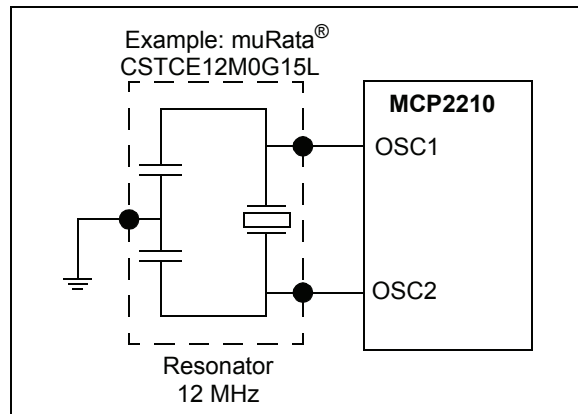 Example: muRata®
CSTCE12M0G15L
MCP2210
OSC1
OSC2
Resonator
12 MHz